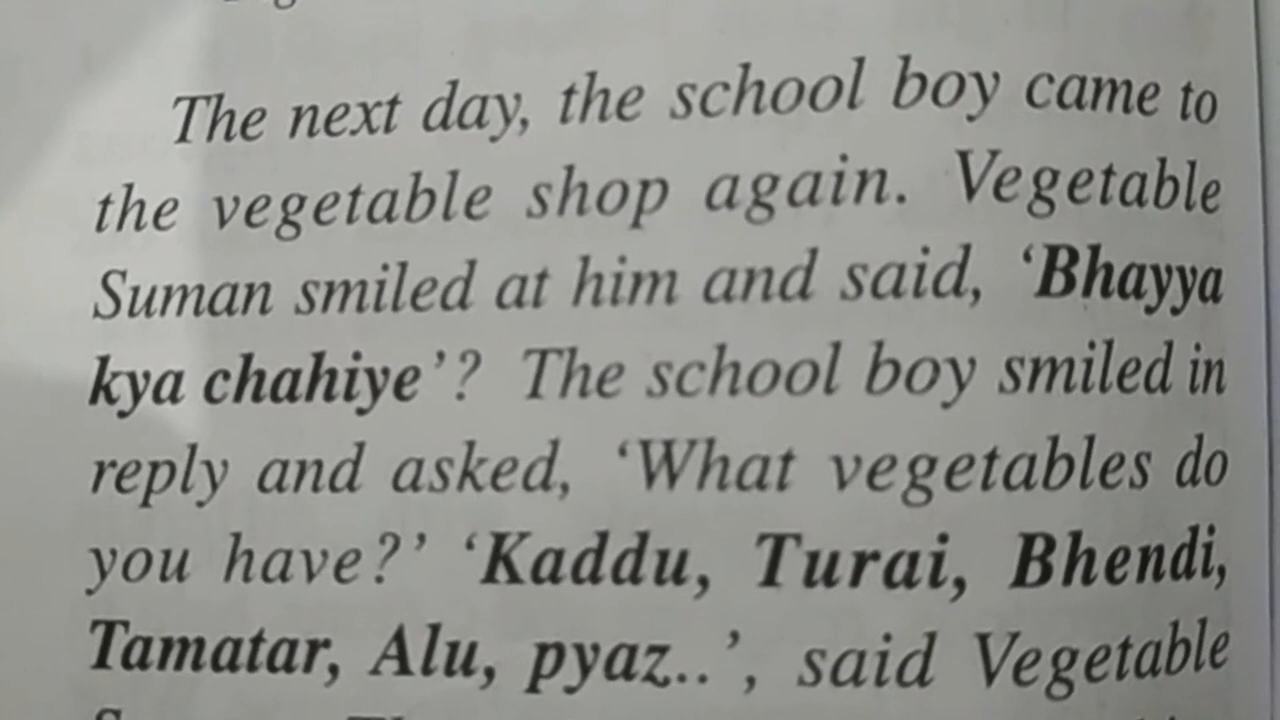 The next day, the school boy came to
the vegetable shop again. Vegetable
Suman smiled at him and said, ‘Bhayya
kya chahiye’? The school boy smiled in
reply and asked, ‘What vegetables do
you have?’ ‘Kaddu, Turai, Bhendi,
Tamatar, Alu, pyaz..’, said Vegetable